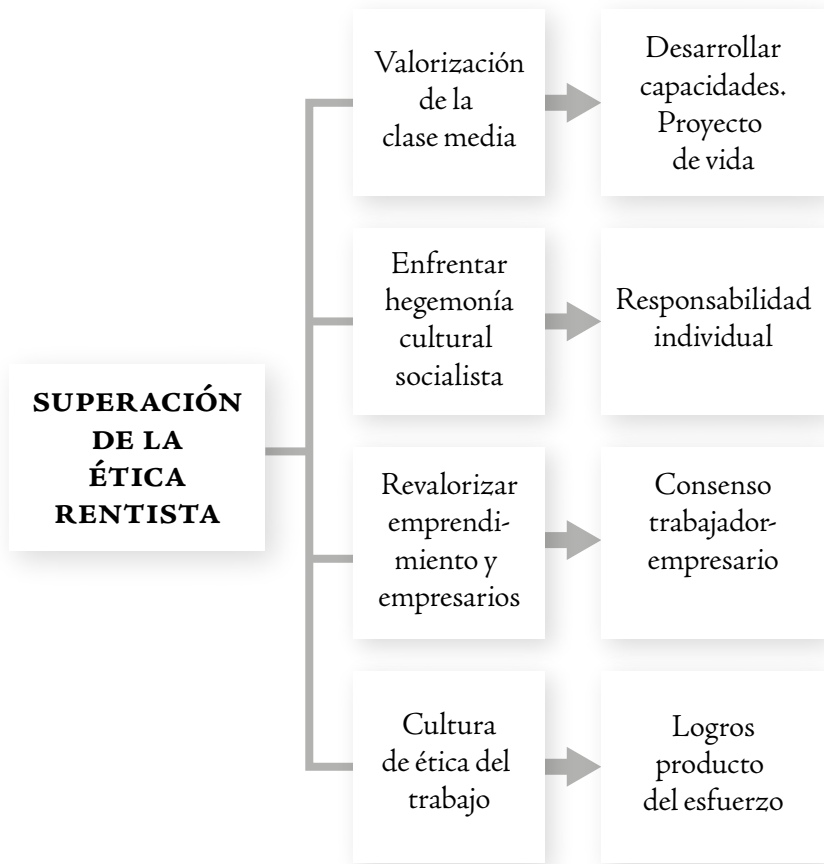 SUPERACIÓN
DE LA
ÉTICA
RENTISTA
Valorización
de la
clase media
Desarrollar
capacidades.
Proyecto
de vida
Enfrentar
hegemonía
cultural
socialista
Responsabilidad
individual
Revalorizar
emprendi-
miento y
empresarios
Consenso
trabajador-
empresario
Cultura
de ética del
trabajo
Logros
producto
del esfuerzo